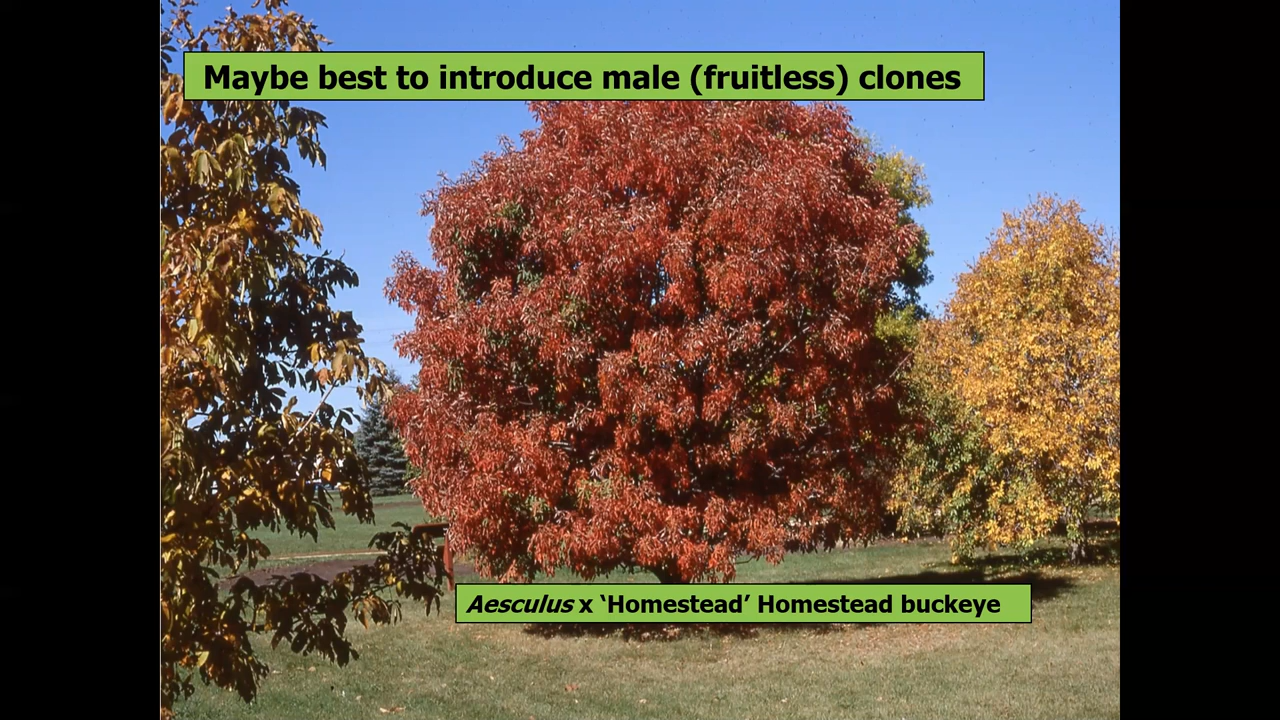 Maybe best to introduce male (fruitless) clones
Aesculus x ‘Homestead’ Homestead buckeye